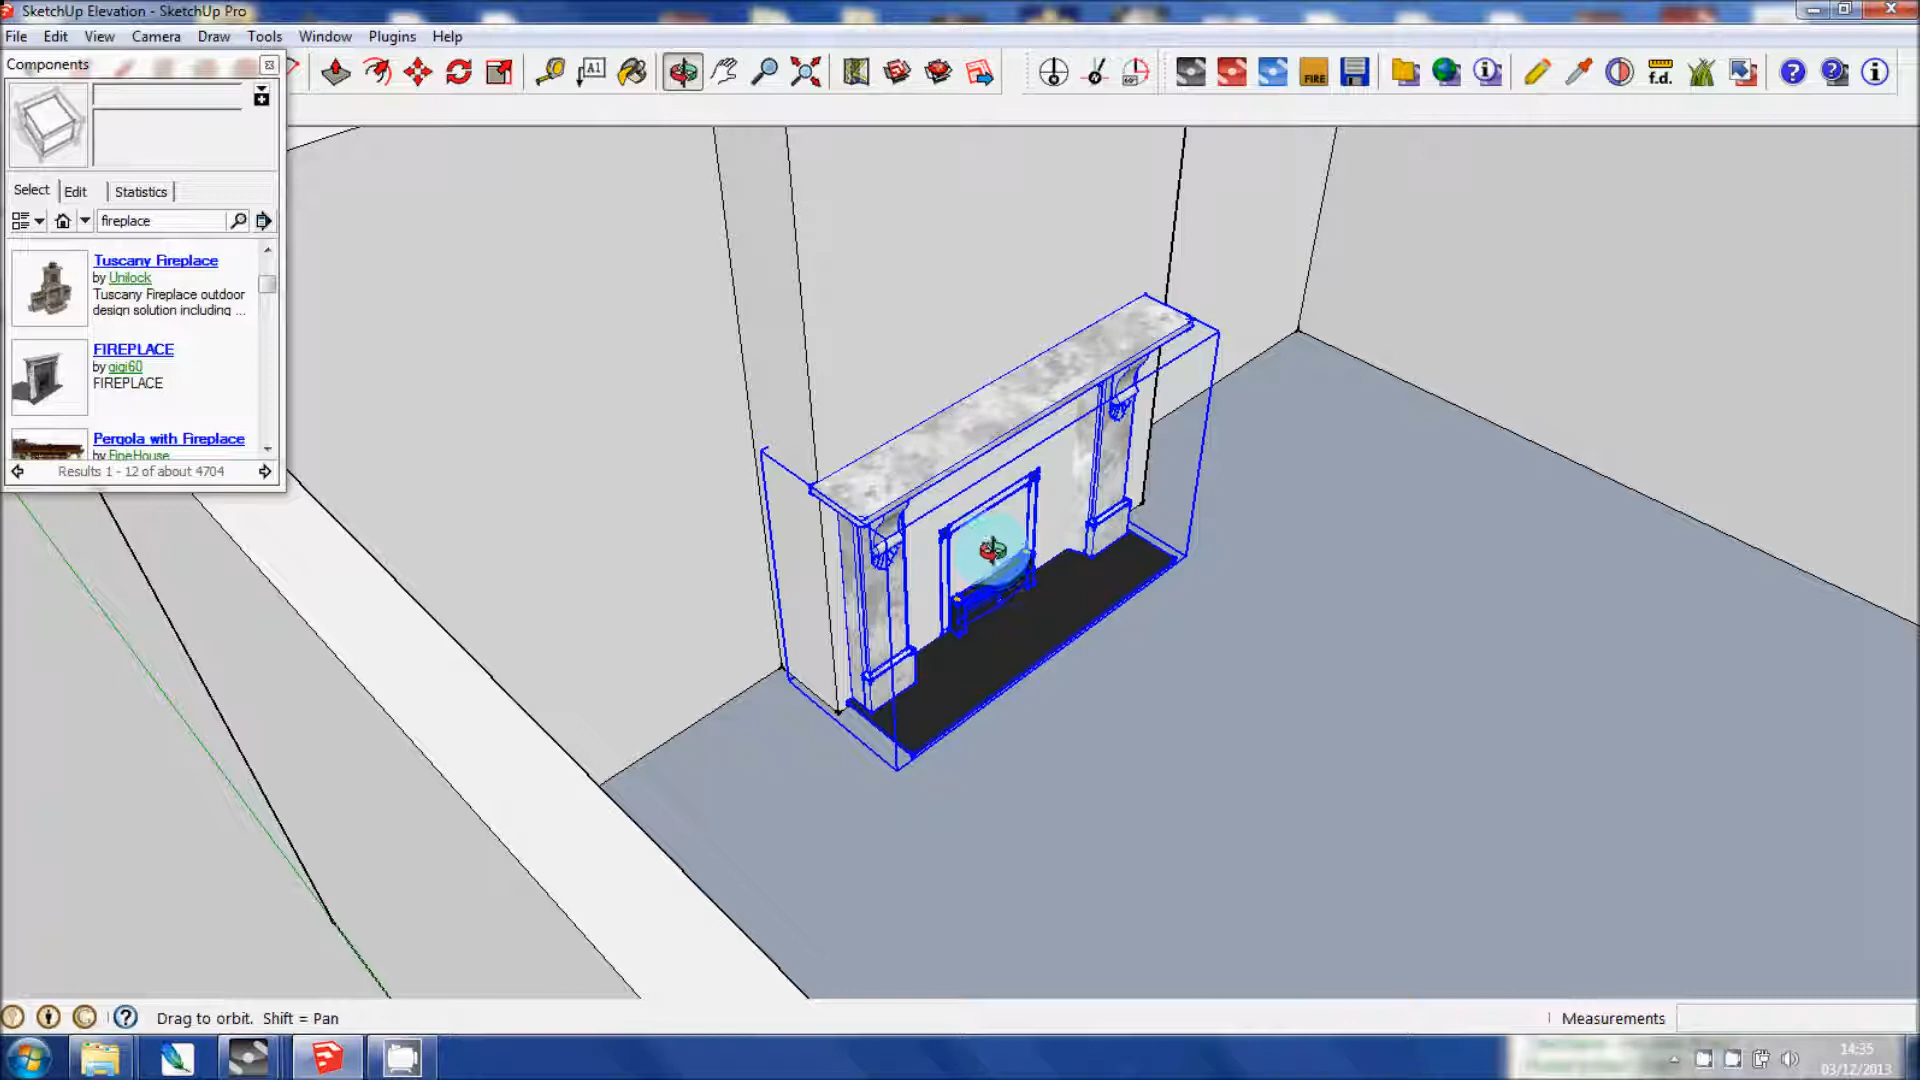 SketchUp Elevation - SketchUp Pro
File Edit View Camera Draw Tools Window Plugins Help
Components
A1
FIRE
f.d.
Select Edit Statistics
fireplace
Tuscany Fireplace
by Unilock
Tuscany Fireplace outdoor
design solution including ...
FIREPLACE
by gigi60
FIREPLACE
Pergola with Fireplace
by FineHouse
Results 1 - 12 of about 4704
Drag to orbit. Shift = Pan
Measurements
14:35
03/12/2013